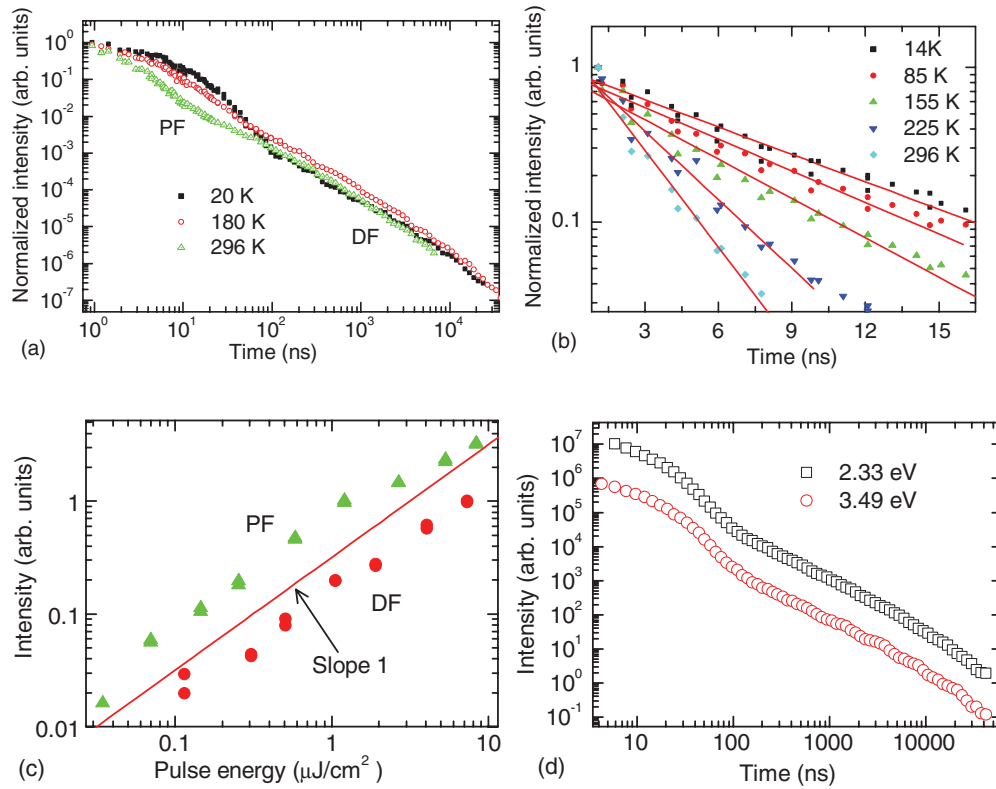 Normalized intensity (arb. units)
10⁰
10⁻¹
10⁻²
10⁻³
10⁻⁴
10⁻⁵
10⁻⁶
10⁻⁷
PF
DF
20 K
180 K
296 K
10⁰ 10¹ 10² 10³ 10⁴
Time (ns)
(a)
Normalized intensity (arb. units)
1
0.1
14K
85 K
155 K
225 K
296 K
3 6 9 12 15
Time (ns)
(b)
Intensity (arb. units)
1
0.1
0.01
PF
DF
Slope 1
0.1 1 10
Pulse energy (μJ/cm²)
(c)
Intensity (arb. units)
10⁷
10⁶
10⁵
10⁴
10³
10²
10¹
10⁰
10⁻¹
2.33 eV
3.49 eV
10 100 1000 10000
Time (ns)
(d)